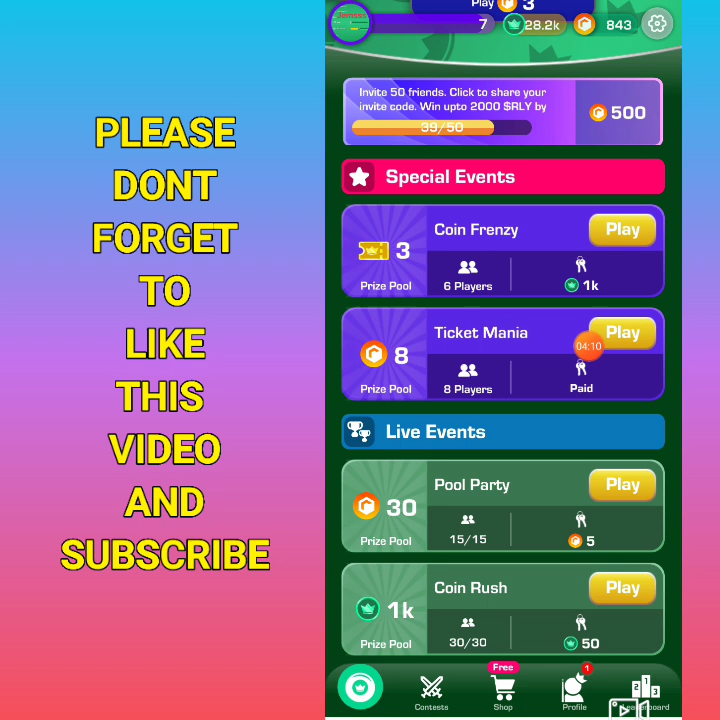 PLEASE
DONT
FORGET
TO
LIKE
THIS
VIDEO
AND
SUBSCRIBE
Play 3
Jemsss
7
28.2k
843
Invite 50 friends. Click to share your
invite code. Win upto 2000 $RLY by
39/50
500
Special Events
3
Prize Pool
Coin Frenzy
Play
6 Players
1k
8
Prize Pool
Ticket Mania
Play
04:10
8 Players
Paid
Live Events
30
Prize Pool
Pool Party
Play
15/15
5
1k
Prize Pool
Coin Rush
Play
30/30
50
Contests
Free
Shop
1
Profile
2 1 3
Leaderboard